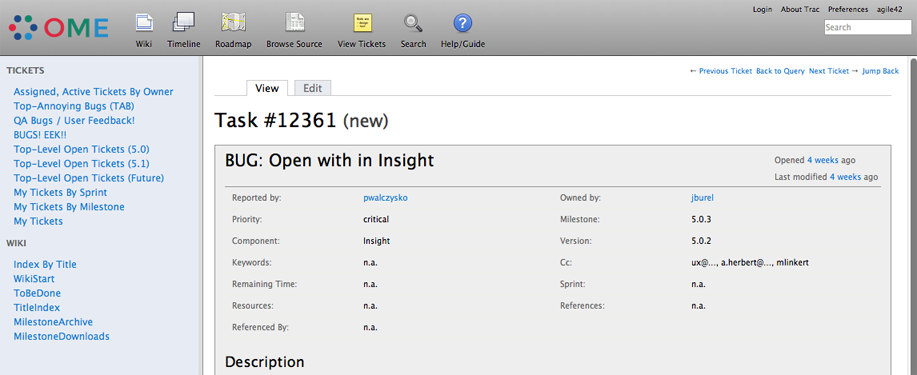 Login About Trac Preferences agile42
OME
Search
Wiki Timeline Roadmap Browse Source View Tickets Search Help/Guide
TICKETS
Assigned, Active Tickets By Owner
Top-Annoying Bugs (TAB)
QA Bugs / User Feedback!
BUGS! EEK!!
Top-Level Open Tickets (5.0)
Top-Level Open Tickets (5.1)
Top-Level Open Tickets (Future)
My Tickets By Sprint
My Tickets By Milestone
My Tickets
WIKI
Index By Title
WikiStart
ToBeDone
TitleIndex
MilestoneArchive
MilestoneDownloads
← Previous Ticket Back to Query Next Ticket → Jump Back
View Edit
Task #12361 (new)
BUG: Open with in Insight
Opened 4 weeks ago
Last modified 4 weeks ago
Reported by: pwalczysko Owned by: jburel
Priority: critical Milestone: 5.0.3
Component: Insight Version: 5.0.2
Keywords: n.a. Cc: ux@..., a.herbert@..., mlinkert
Remaining Time: n.a. Sprint: n.a.
Resources: n.a. References: n.a.
Referenced By: n.a.
Description